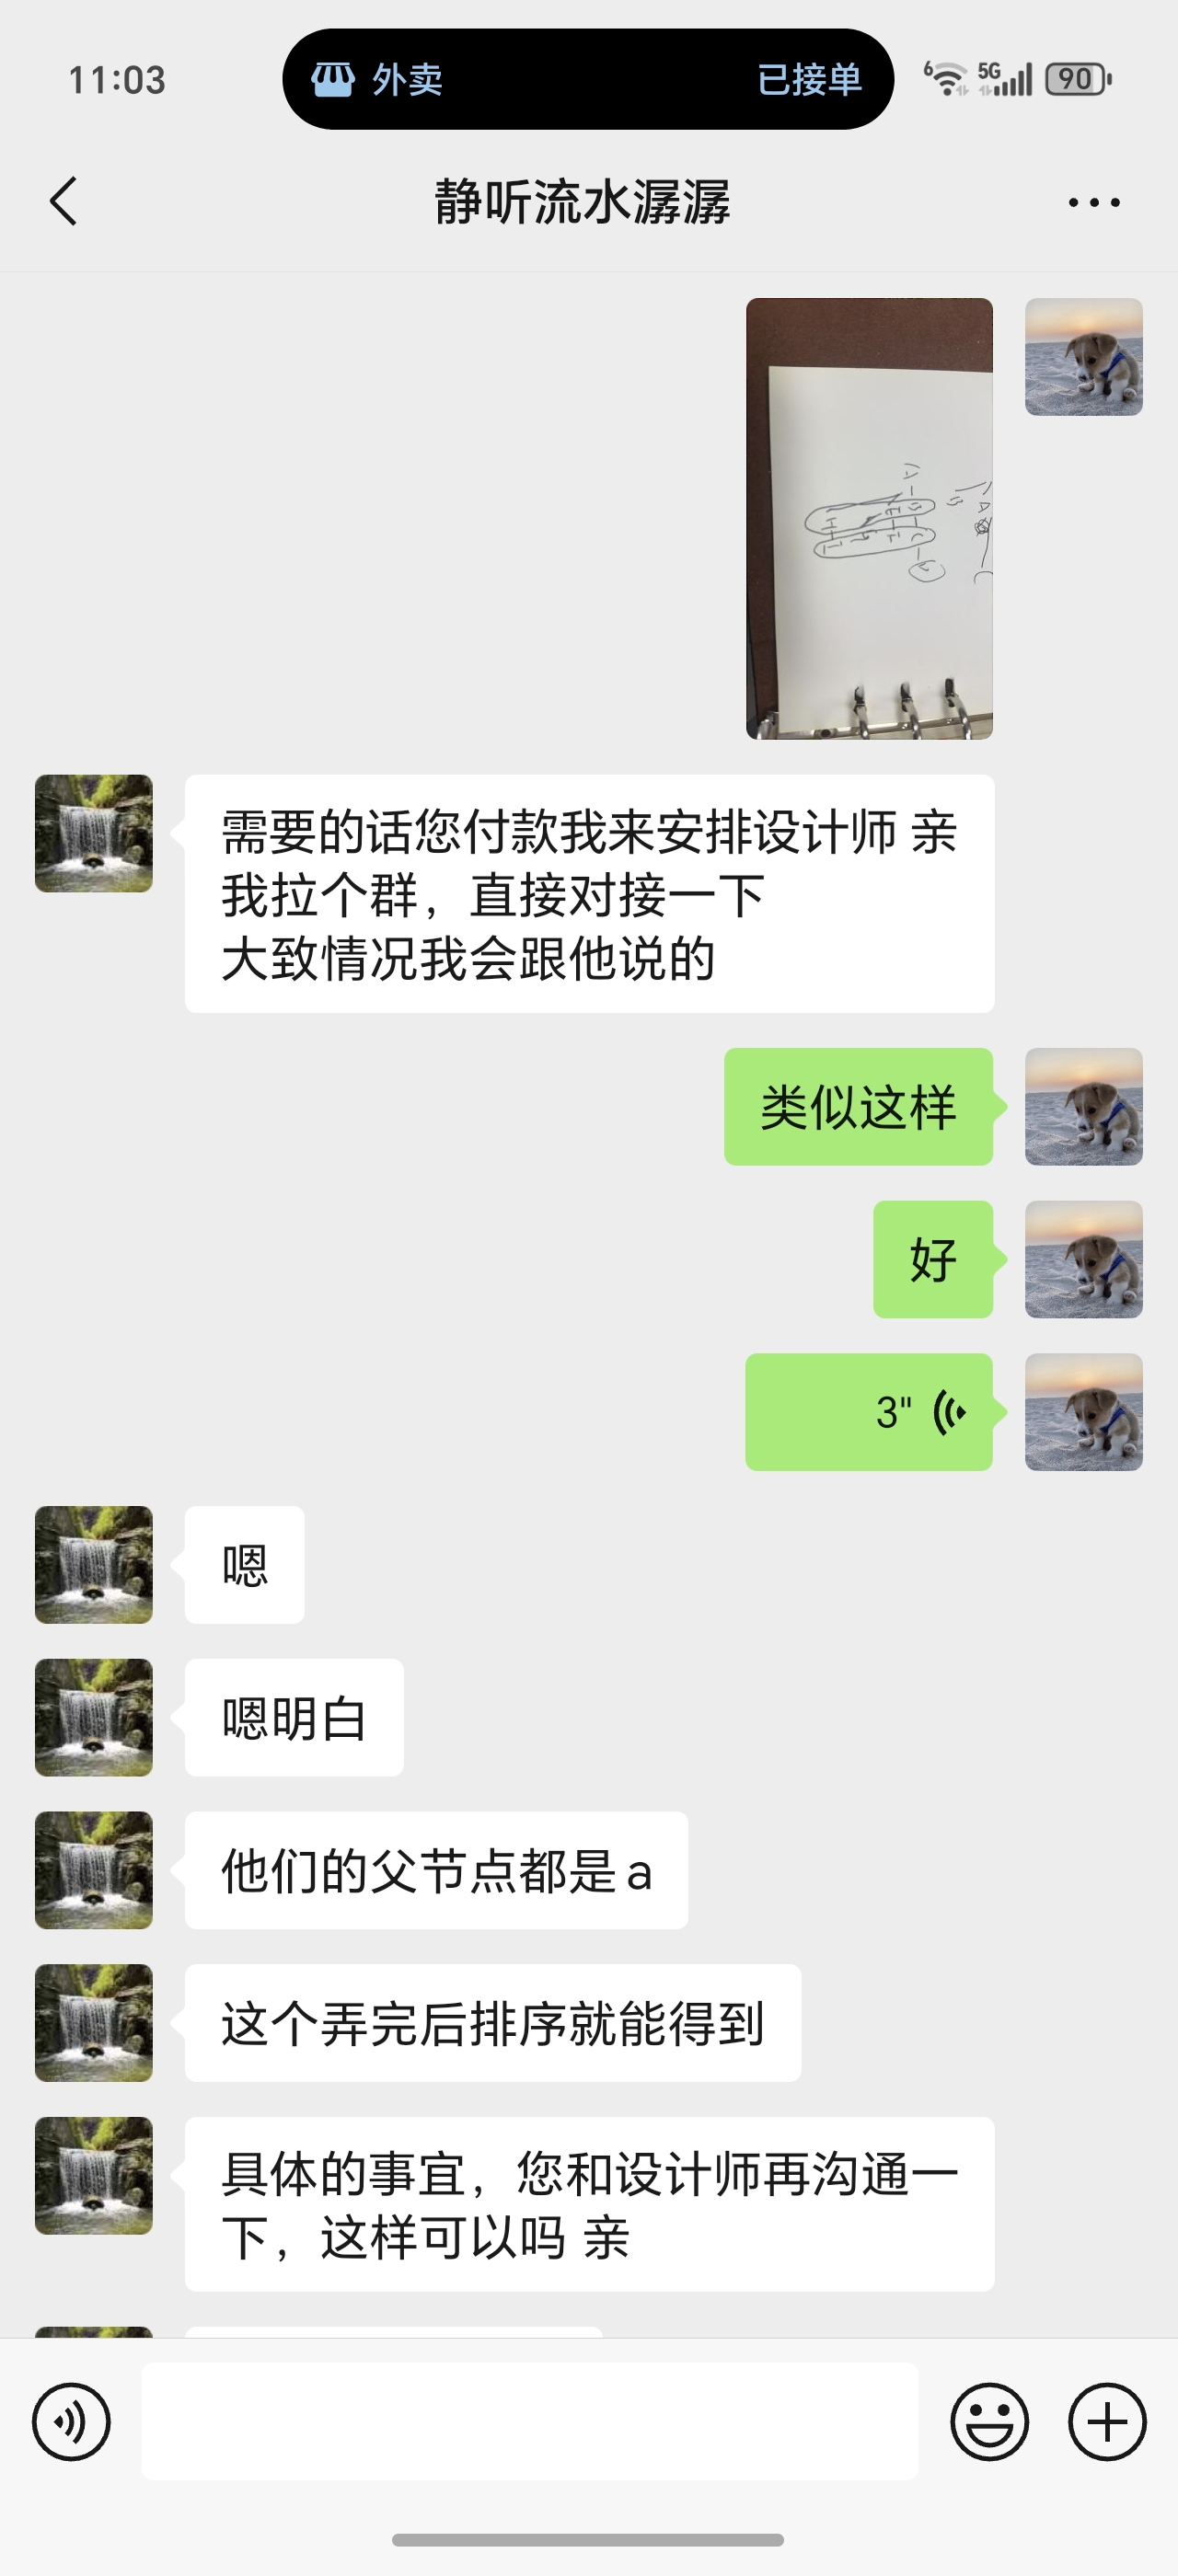 11:03
外卖
已接单
6
5G
90
静听流水潺潺
需要的话您付款我来安排设计师 亲
我拉个群，直接对接一下
大致情况我会跟他说的
类似这样
好
3"
嗯
嗯明白
他们的父节点都是a
这个弄完后排序就能得到
具体的事宜，您和设计师再沟通一
下，这样可以吗 亲